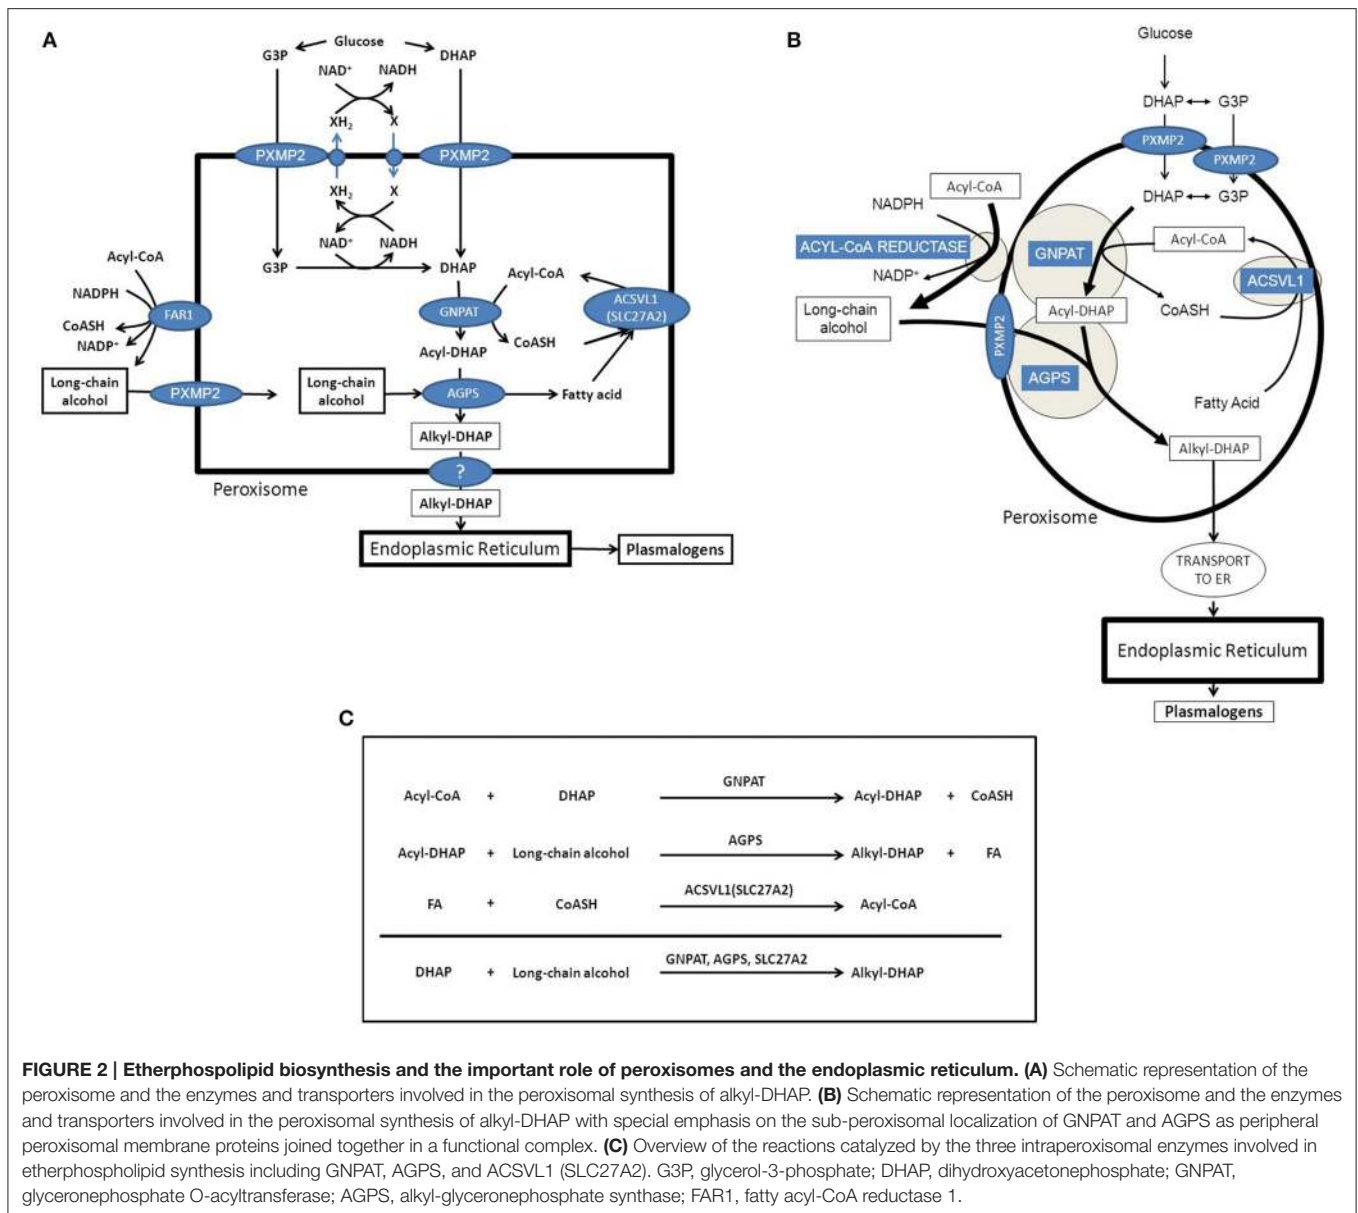 A
Glucose
G3P
DHAP
NAD⁺
NADH
XH₂
X
PXMP2
PXMP2
XH₂
X
NAD⁺
NADH
G3P
DHAP
Acyl-CoA
Acyl-CoA
NADPH
FAR1
CoASH
NADP⁺
GNPAT
ACSVL1
(SLC27A2)
CoASH
Acyl-DHAP
Long-chain
alcohol
PXMP2
Long-chain
alcohol
AGPS
Fatty acid
Alkyl-DHAP
?
Peroxisome
Alkyl-DHAP
Endoplasmic Reticulum
Plasmalogens
B
Glucose
DHAP
G3P
PXMP2
PXMP2
DHAP
G3P
Acyl-CoA
NADPH
ACYL-CoA REDUCTASE
NADP⁺
GNPAT
Acyl-CoA
ACSVL1
Long-chain
alcohol
PXMP2
Acyl-DHAP
CoASH
AGPS
Fatty Acid
Alkyl-DHAP
Peroxisome
TRANSPORT
TO ER
Endoplasmic Reticulum
Plasmalogens
C
Acyl-CoA + DHAP GNPAT Acyl-DHAP + CoASH
Acyl-DHAP + Long-chain alcohol AGPS Alkyl-DHAP + FA
FA + CoASH ACSVL1(SLC27A2) Acyl-CoA
DHAP + Long-chain alcohol GNPAT, AGPS, SLC27A2 Alkyl-DHAP
FIGURE 2 | Etherphospolipid biosynthesis and the important role of peroxisomes and the endoplasmic reticulum. (A) Schematic representation of the
peroxisome and the enzymes and transporters involved in the peroxisomal synthesis of alkyl-DHAP. (B) Schematic representation of the peroxisome and the enzymes
and transporters involved in the peroxisomal synthesis of alkyl-DHAP with special emphasis on the sub-peroxisomal localization of GNPAT and AGPS as peripheral
peroxisomal membrane proteins joined together in a functional complex. (C) Overview of the reactions catalyzed by the three intraperoxisomal enzymes involved in
etherphospholipid synthesis including GNPAT, AGPS, and ACSVL1 (SLC27A2). G3P, glycerol-3-phosphate; DHAP, dihydroxyacetonephosphate; GNPAT,
glyceronephosphate O-acyltransferase; AGPS, alkyl-glyceronephosphate synthase; FAR1, fatty acyl-CoA reductase 1.